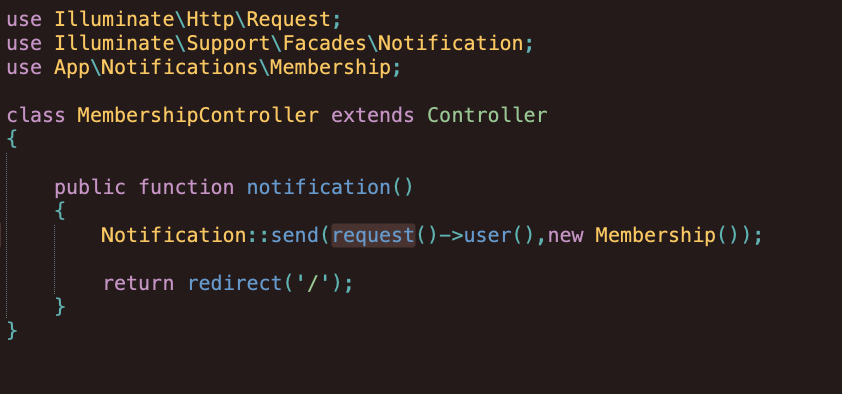 use Illuminate\Http\Request;
use Illuminate\Support\Facades\Notification;
use App\Notifications\Membership;
class MembershipController extends Controller
{
public function notification()
{
Notification::send(request()->user(),new Membership());
return redirect('/');
}
}